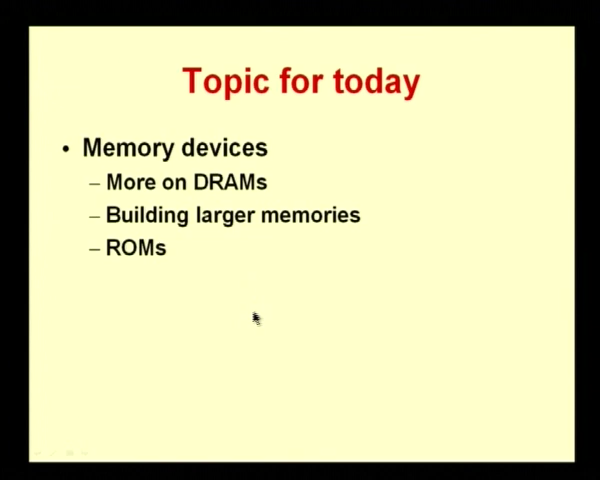 Topic for today
• Memory devices
– More on DRAMs
– Building larger memories
– ROMs